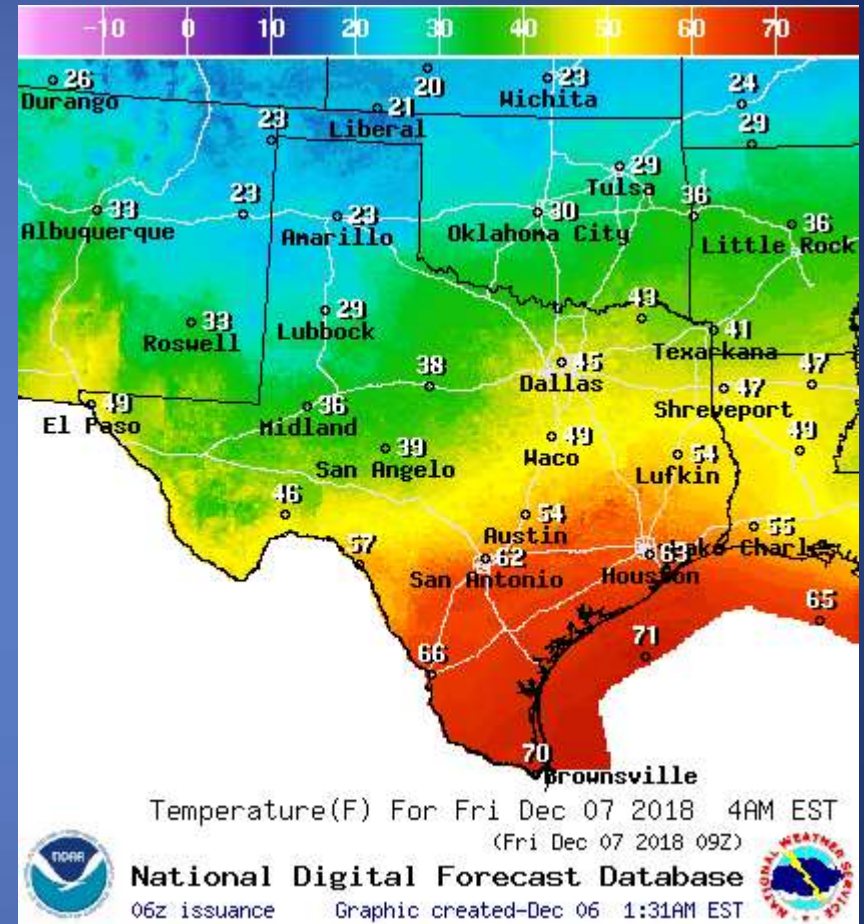 -10 0 10 20 30 40 50 60 70
26
Durango
20
23
Wichita
24
21
Liberal
23
29
29
Tulsa
33
Albuquerque
23
23
Amarillo
30
Oklahoma City
36
36
Little Rock
33
Roswell
29
Lubbock
43
41
Texarkana
45
Dallas
38
47
Shreveport
47
49
El Paso
36
Midland
39
San Angelo
49
Waco
54
Lufkin
49
46
54
Austin
55
Lake Charles
57
62
San Antonio
63
Houston
65
71
66
70
Brownsville
Temperature(F) For Fri Dec 07 2018 4AM EST
(Fri Dec 07 2018 09Z)
NOAA
National Digital Forecast Database
06z issuance Graphic created-Dec 06 1:31AM EST
NATIONAL WEATHER SERVICE